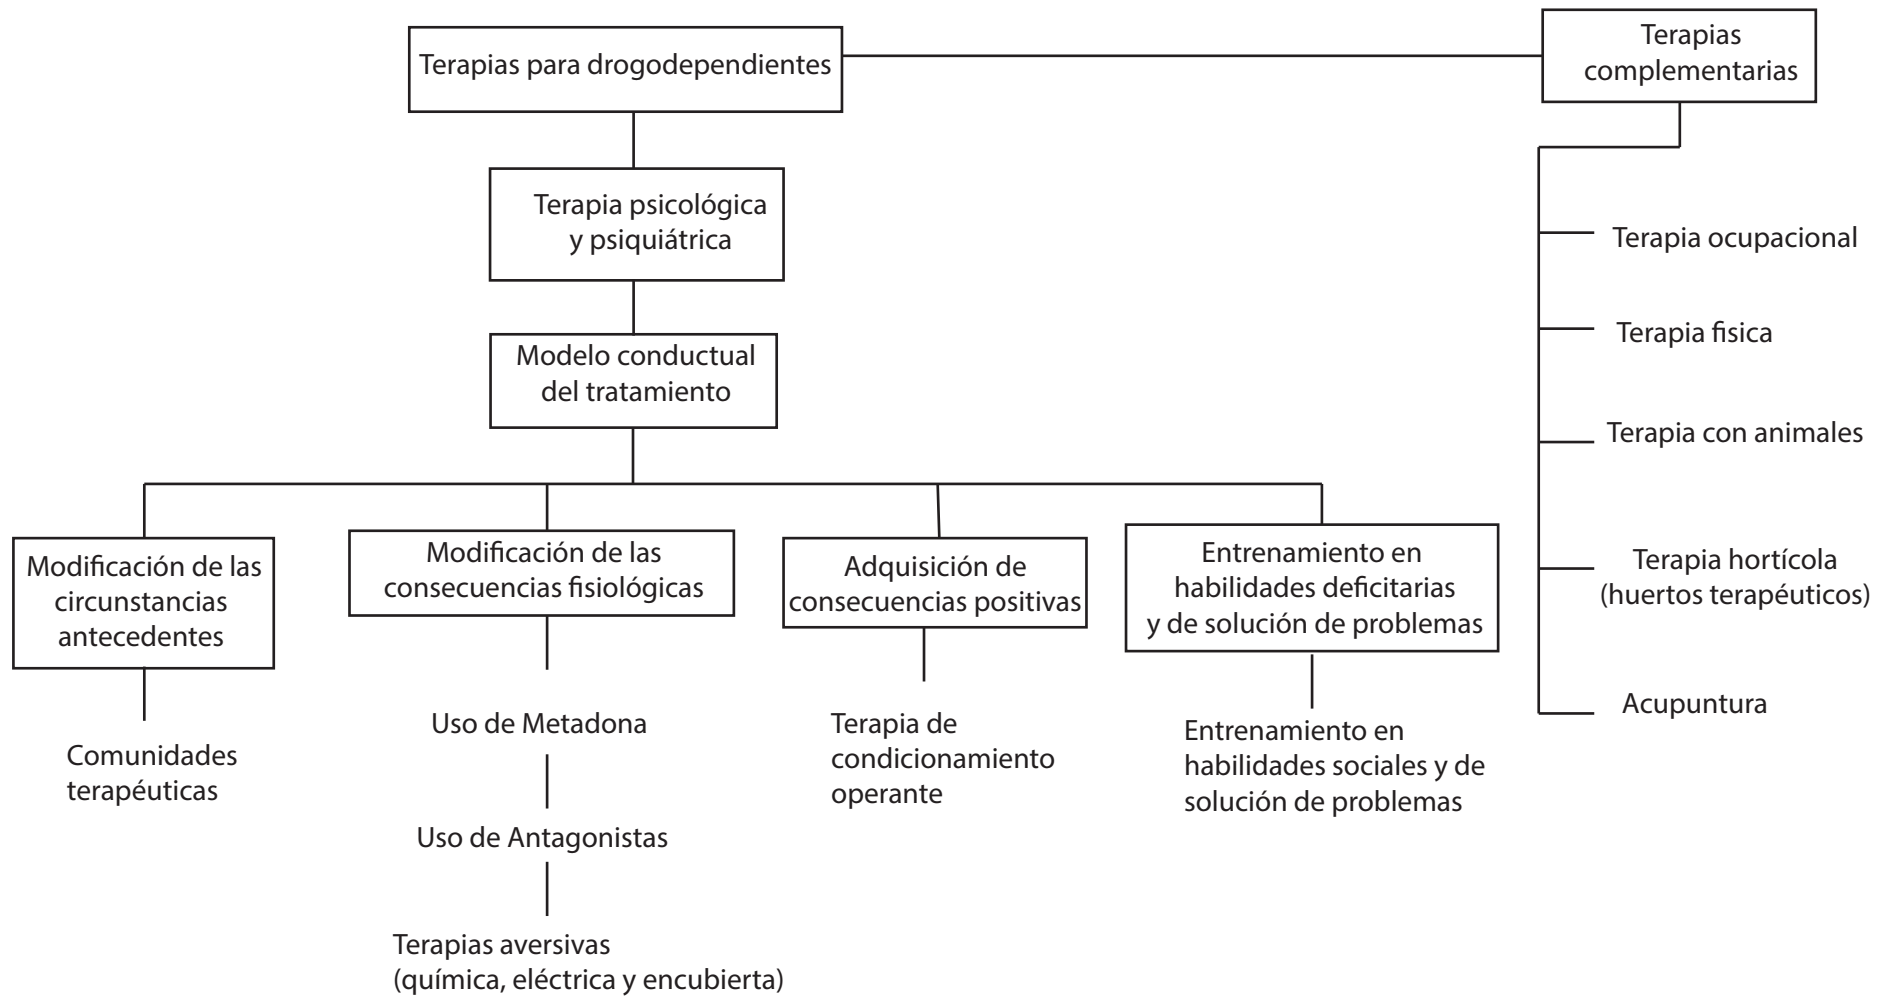 Terapias para drogodependientes
Terapias
complementarias
Terapia psicológica
y psiquiátrica
Modelo conductual
del tratamiento
Modificación de las
circunstancias
antecedentes
Comunidades
terapéuticas
Modificación de las
consecuencias fisiológicas
Uso de Metadona
Uso de Antagonistas
Terapias aversivas
(química, eléctrica y encubierta)
Adquisición de
consecuencias positivas
Terapia de
condicionamiento
operante
Entrenamiento en
habilidades deficitarias
y de solución de problemas
Entrenamiento en
habilidades sociales y de
solución de problemas
Terapia ocupacional
Terapia fisica
Terapia con animales
Terapia hortícola
(huertos terapéuticos)
Acupuntura